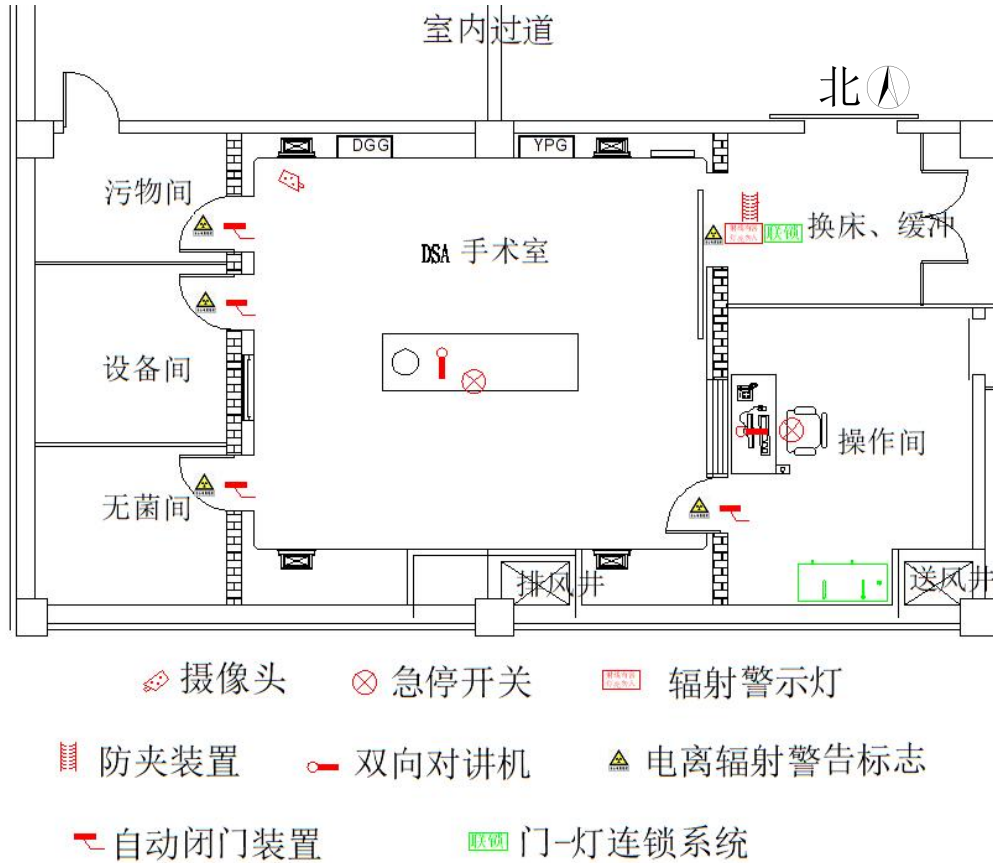 室内过道
北
DGG
YPG
污物间
DSA 手术室
联锁
换床、缓冲
设备间
操作间
无菌间
排风井
送风井
摄像头
急停开关
辐射警示灯
防夹装置
双向对讲机
电离辐射警告标志
自动闭门装置
联锁
门-灯连锁系统